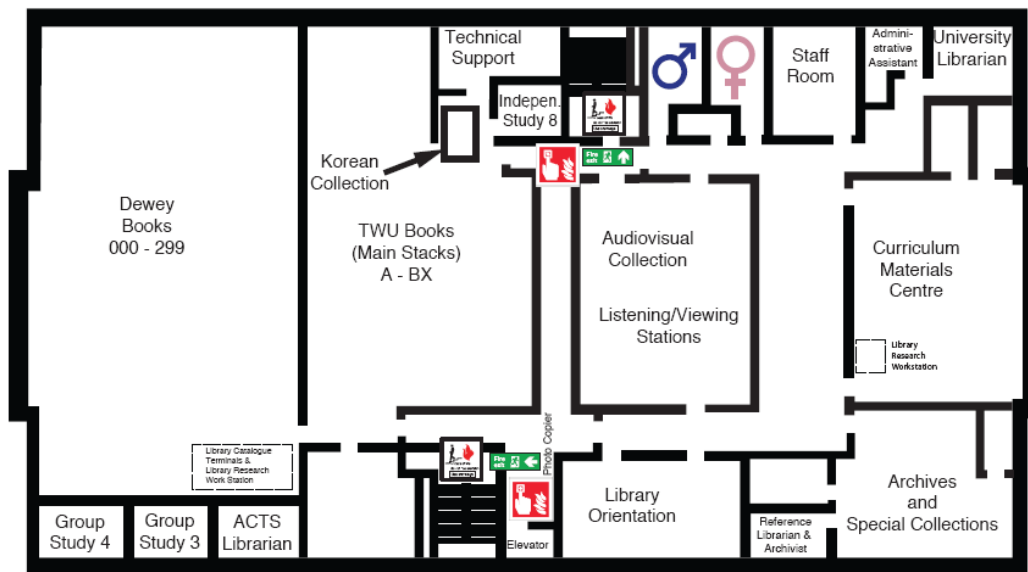 Technical
Support
Staff
Room
Admini-
strative
Assistant
University
Librarian
Indepen.
Study 8
Fire
exit
Korean
Collection
Dewey
Books
000 - 299
TWU Books
(Main Stacks)
A - BX
Audiovisual
Collection
Listening/Viewing
Stations
Curriculum
Materials
Centre
Library
Research
Workstation
Library Catalogue
Terminals &
Library Research
Work Station
Fire
exit
Photo Copier
Group
Study 4
Group
Study 3
ACTS
Librarian
Elevator
Library
Orientation
Reference
Librarian &
Archivist
Archives
and
Special Collections